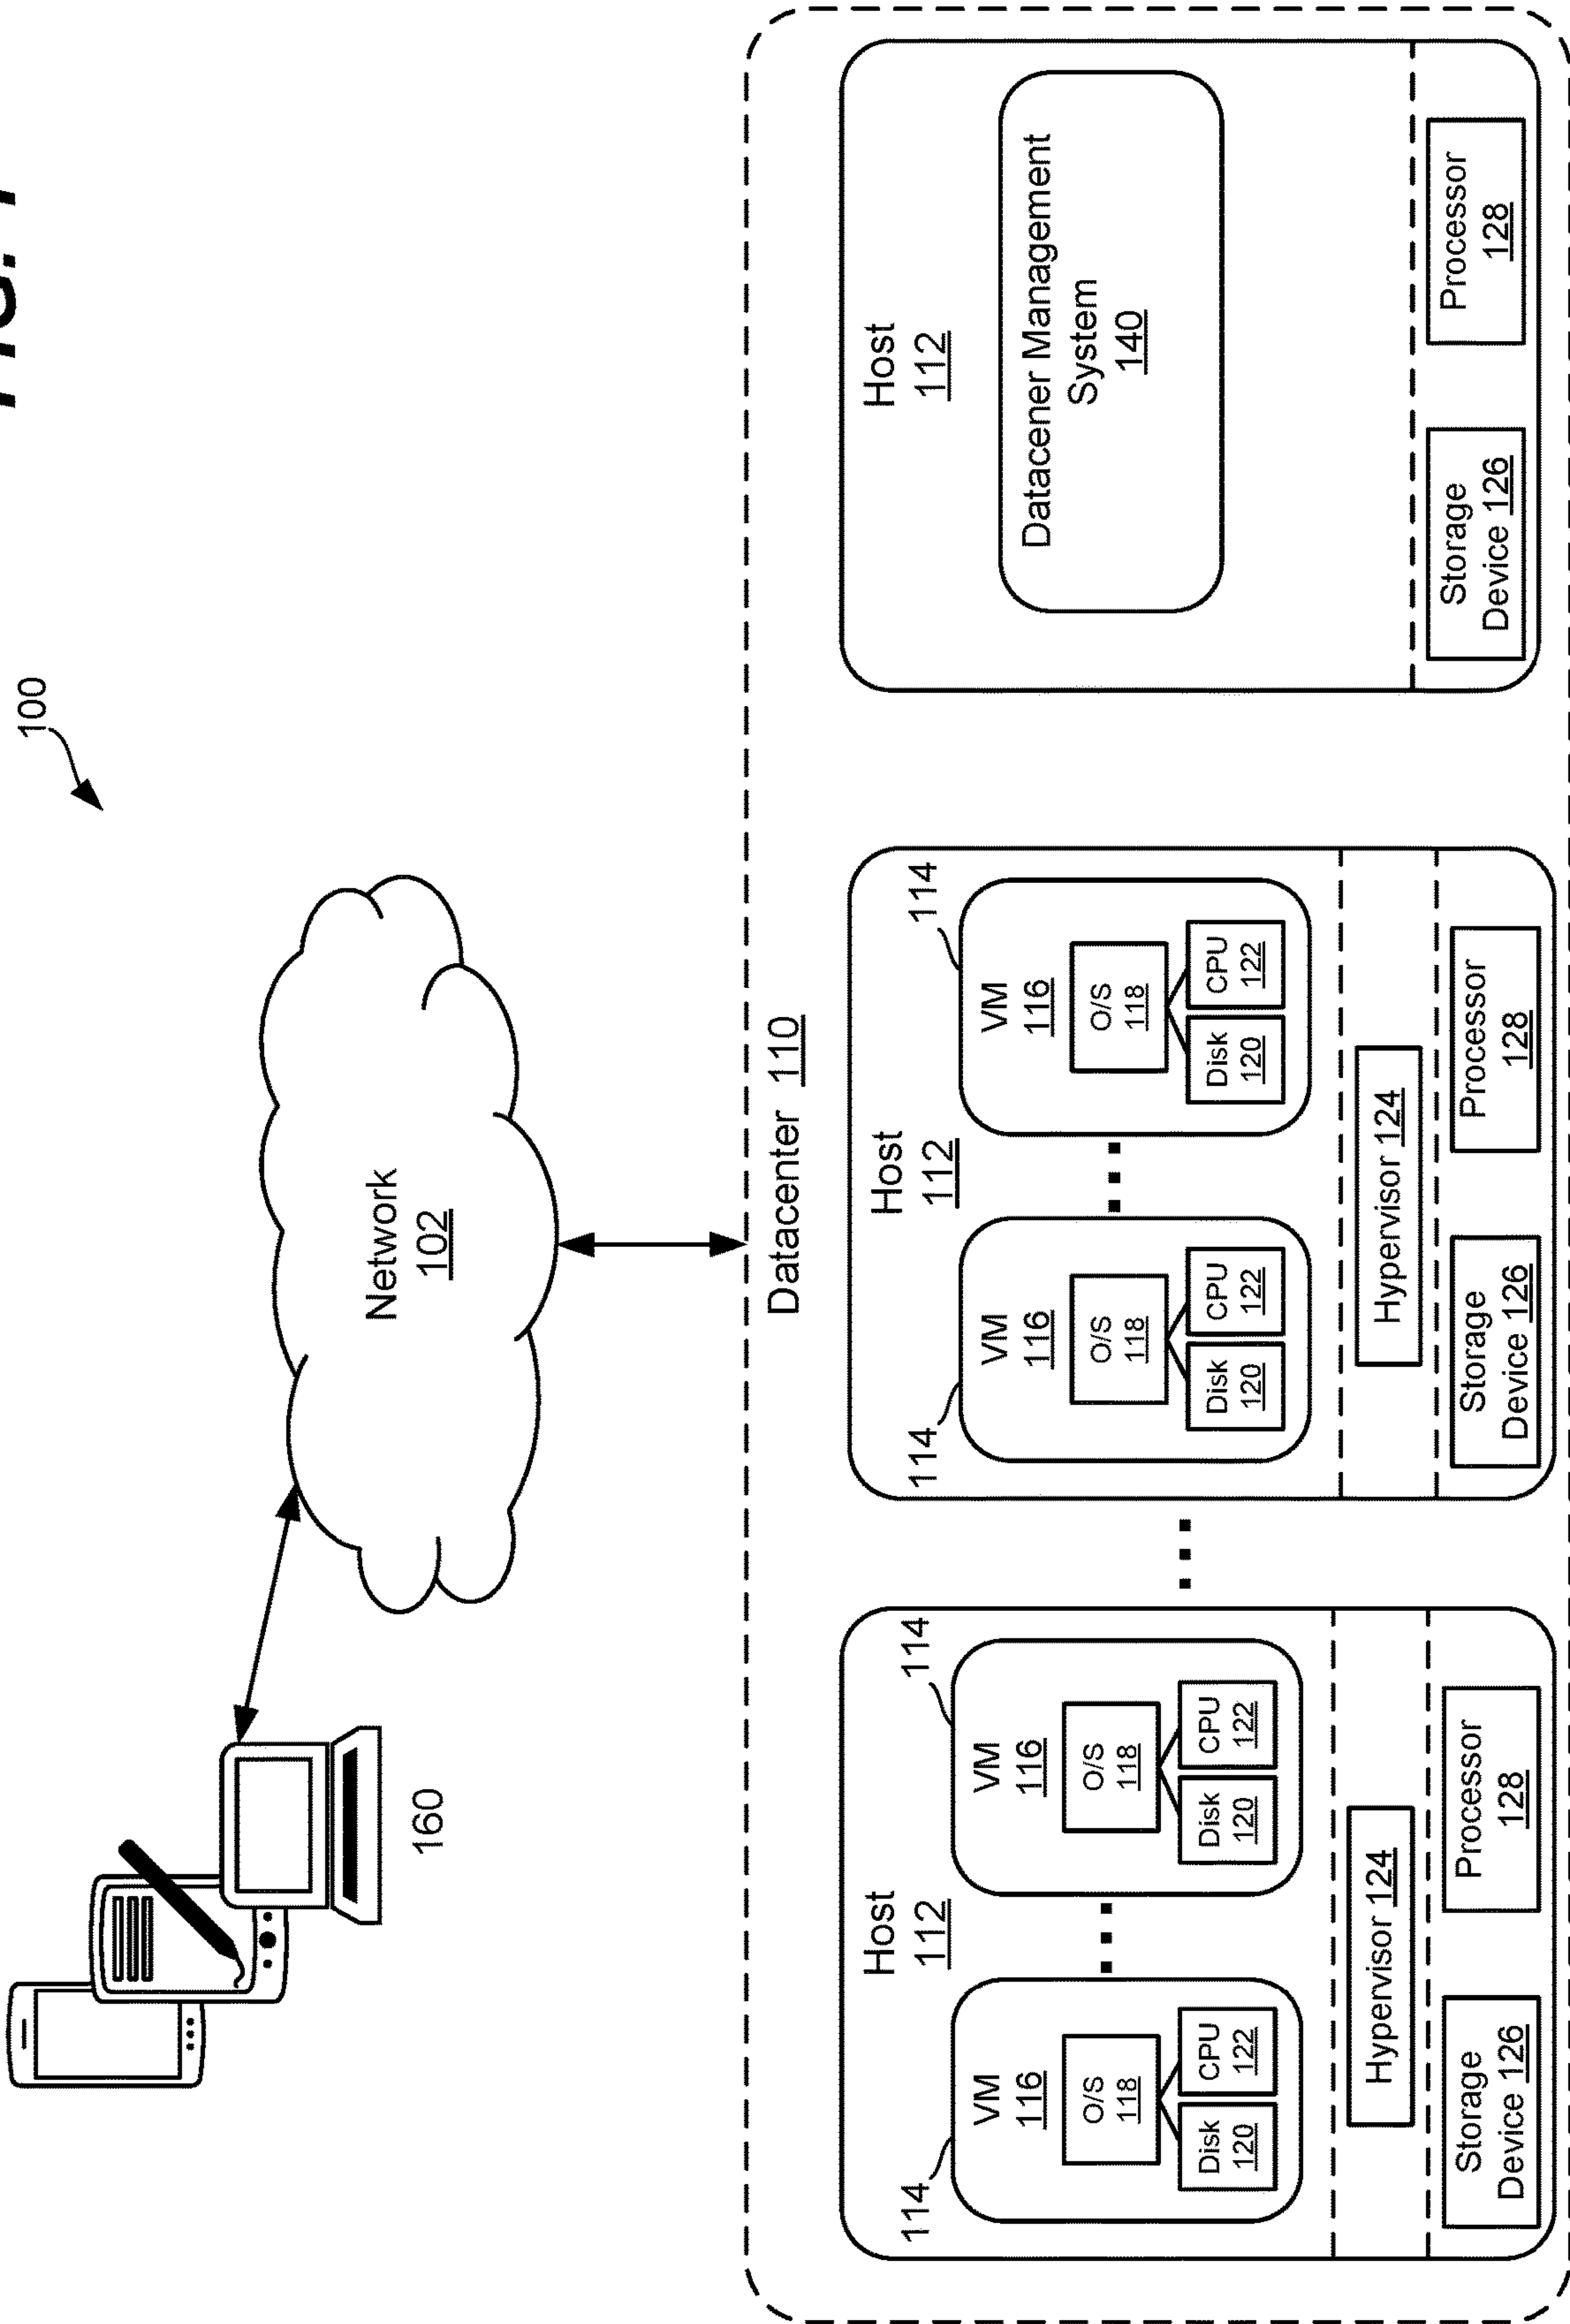 FIG. 1
100
160
Network
102
Datacenter 110
Host
112
114
114
VM
116
O/S
118
Disk
120
CPU
122
VM
116
O/S
118
Disk
120
CPU
122
Hypervisor 124
Storage
Device 126
Processor
128
Host
112
114
114
VM
116
O/S
118
Disk
120
CPU
122
VM
116
O/S
118
Disk
120
CPU
122
Hypervisor 124
Storage
Device 126
Processor
128
Host
112
Datacener Management
System
140
Storage
Device 126
Processor
128